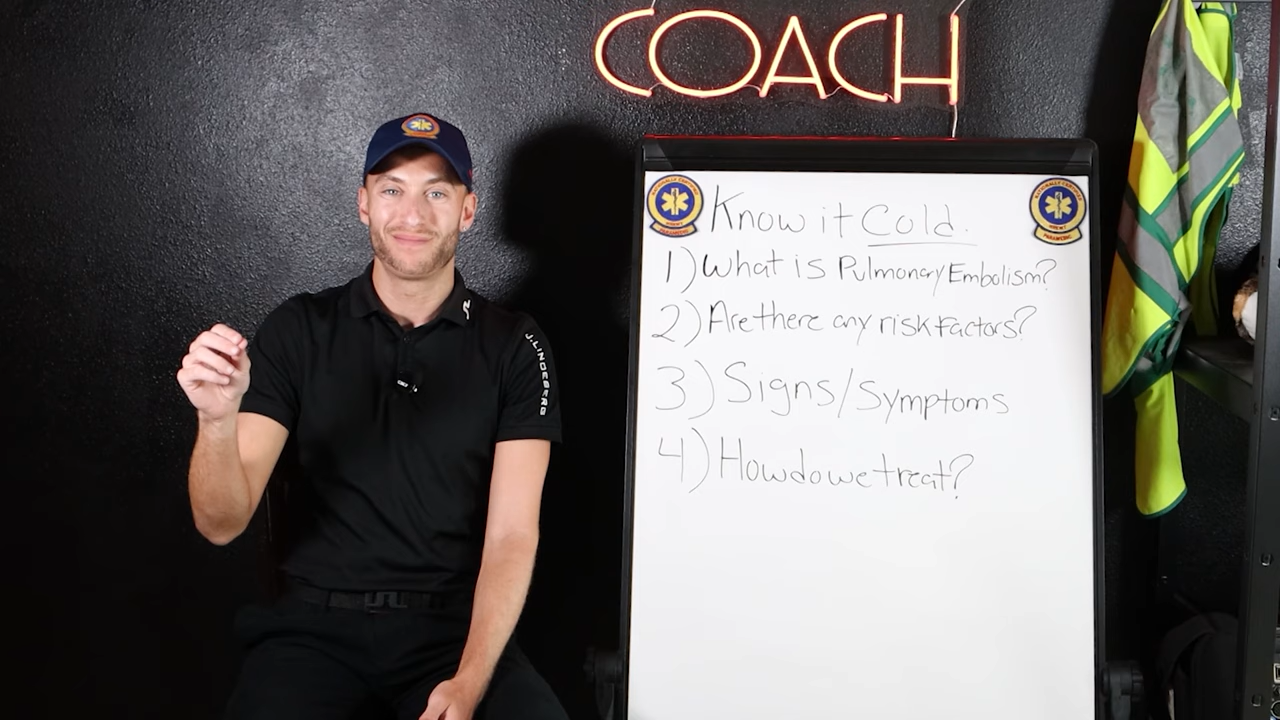 COACH
Know it Cold.
1) What is Pulmonary Embolism?
2) Are there any risk Factors?
3) Signs/Symptoms
4) How do we treat?
J.LINDEBERG